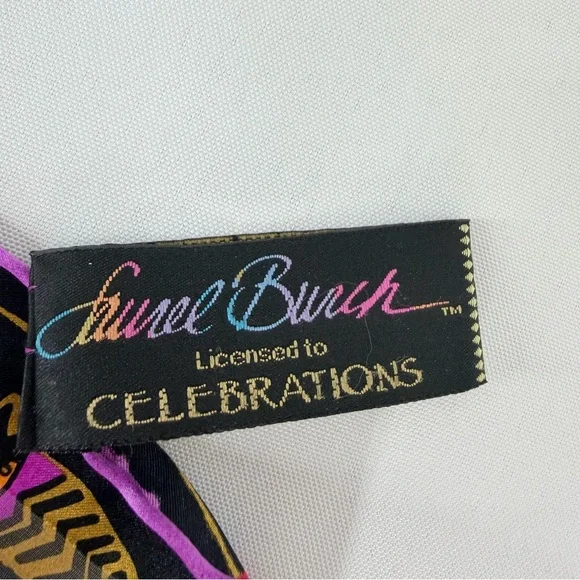 Laurel Burch™
Licensed to
CELEBRATIONS